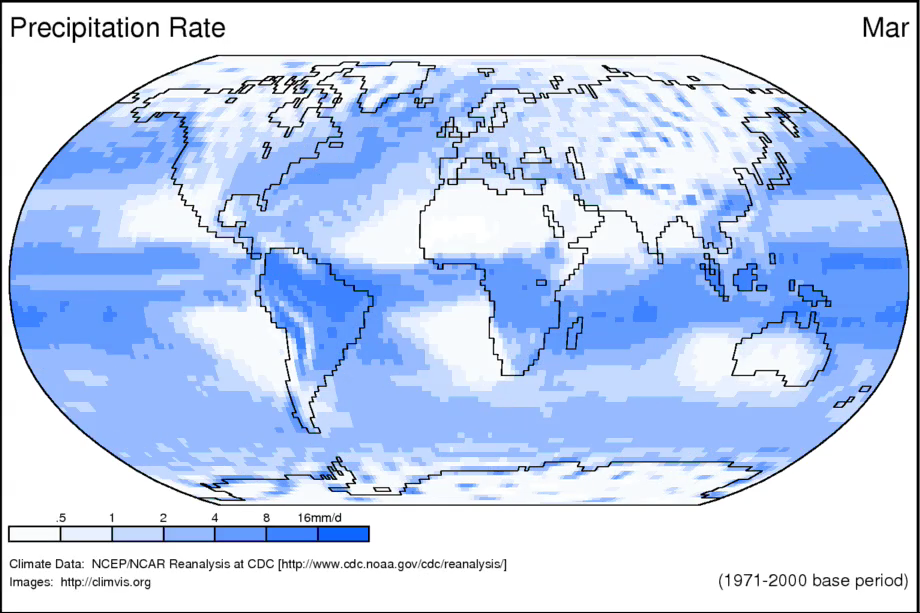 Precipitation Rate
Mar
.5 1 2 4 8 16mm/d
Climate Data: NCEP/NCAR Reanalysis at CDC [http://www.cdc.noaa.gov/cdc/reanalysis/]
Images: http://climvis.org
(1971-2000 base period)